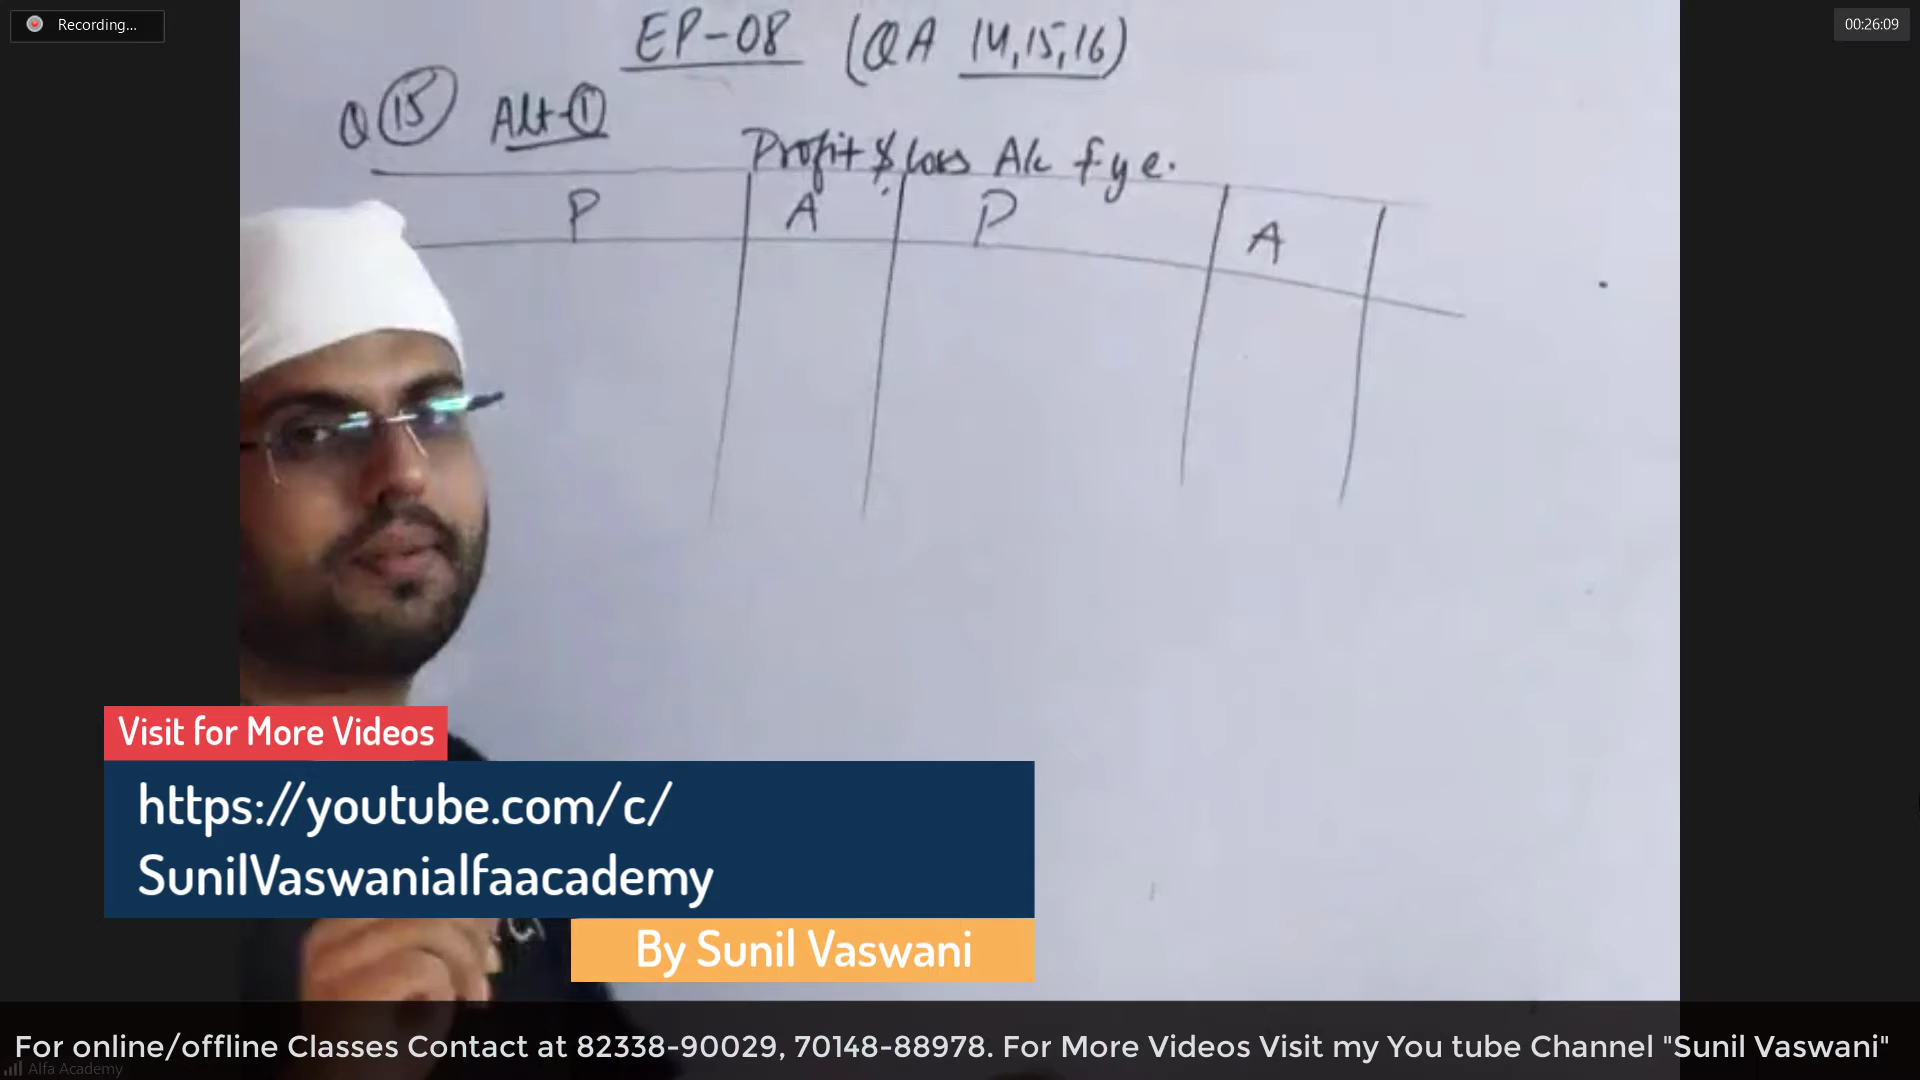 Recording...
00:26:09
EP-08 (QA 14,15,16)
Q 15 Alt-1
Profit & Loss A/c f y e.
P A P A
Visit for More Videos
https://youtube.com/c/
SunilVaswanialfaacademy
By Sunil Vaswani
For online/offline Classes Contact at 82338-90029, 70148-88978. For More Videos Visit my You tube Channel "Sunil Vaswani"
Alfa Academy